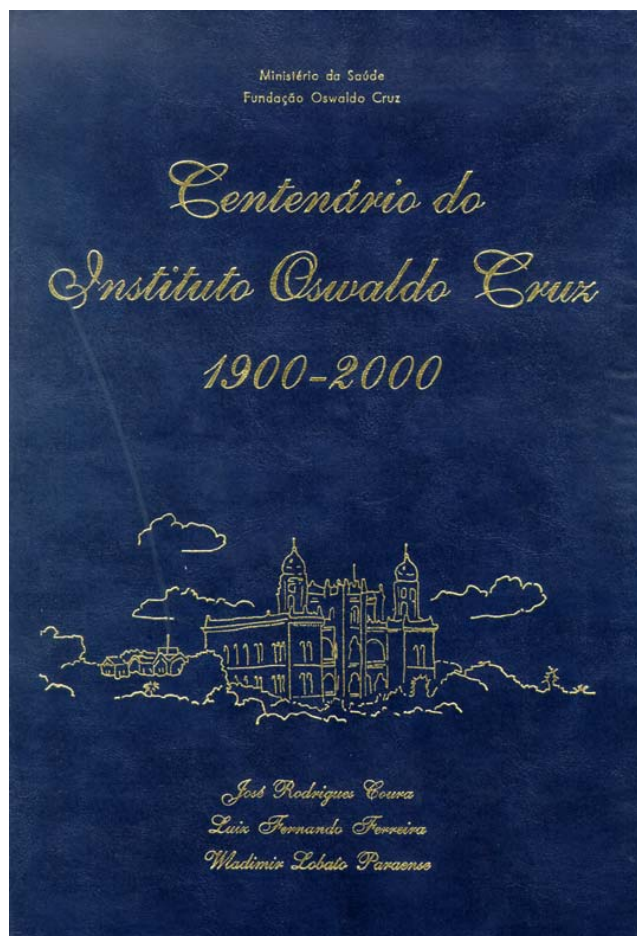 Ministério da Saúde
Fundação Oswaldo Cruz
Centenário do
Instituto Oswaldo Cruz
1900-2000
José Rodrigues Coura
Luiz Fernando Ferreira
Wladimir Lobato Paraense